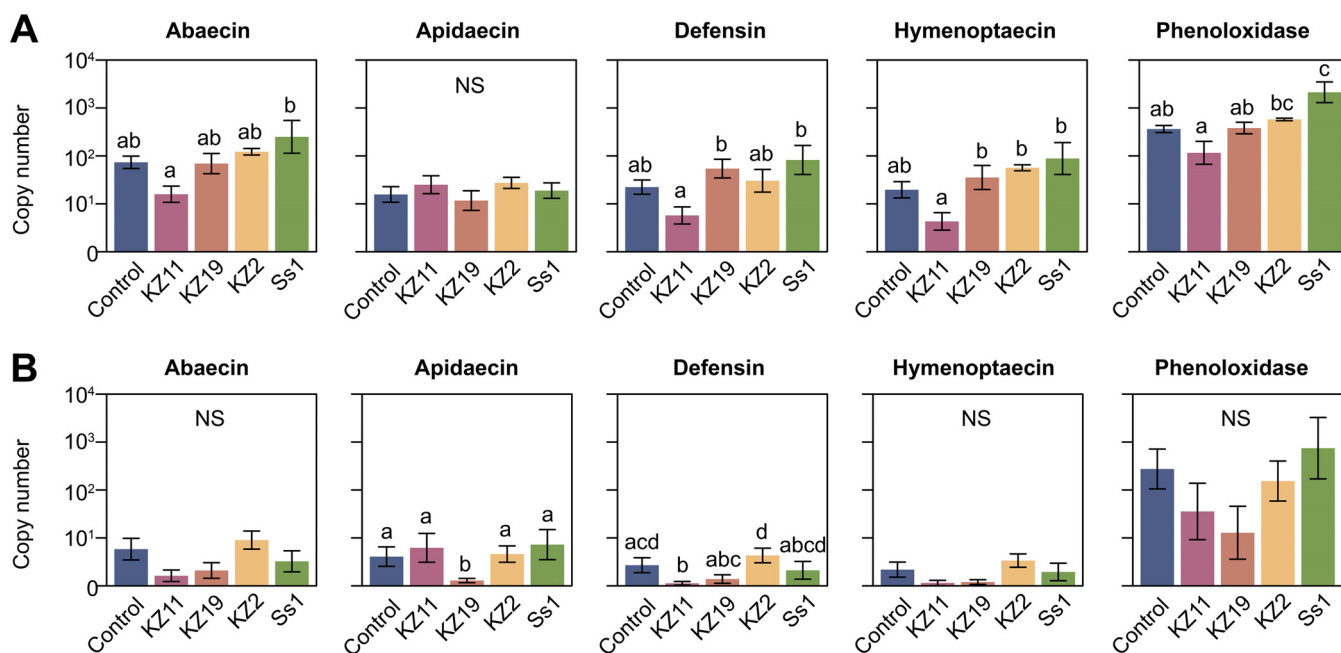 A
Abaecin Apidaecin Defensin Hymenoptaecin Phenoloxidase
Copy number
10⁴
10³
10²
10¹
0
ab a ab ab b
NS
ab a b ab b
ab a b b b
ab a ab bc c
Control KZ11 KZ19 KZ2 Ss1
Control KZ11 KZ19 KZ2 Ss1
Control KZ11 KZ19 KZ2 Ss1
Control KZ11 KZ19 KZ2 Ss1
Control KZ11 KZ19 KZ2 Ss1
B
Abaecin Apidaecin Defensin Hymenoptaecin Phenoloxidase
Copy number
10⁴
10³
10²
10¹
0
NS
a a b a a
acd b abc d abcd
NS
NS
Control KZ11 KZ19 KZ2 Ss1
Control KZ11 KZ19 KZ2 Ss1
Control KZ11 KZ19 KZ2 Ss1
Control KZ11 KZ19 KZ2 Ss1
Control KZ11 KZ19 KZ2 Ss1